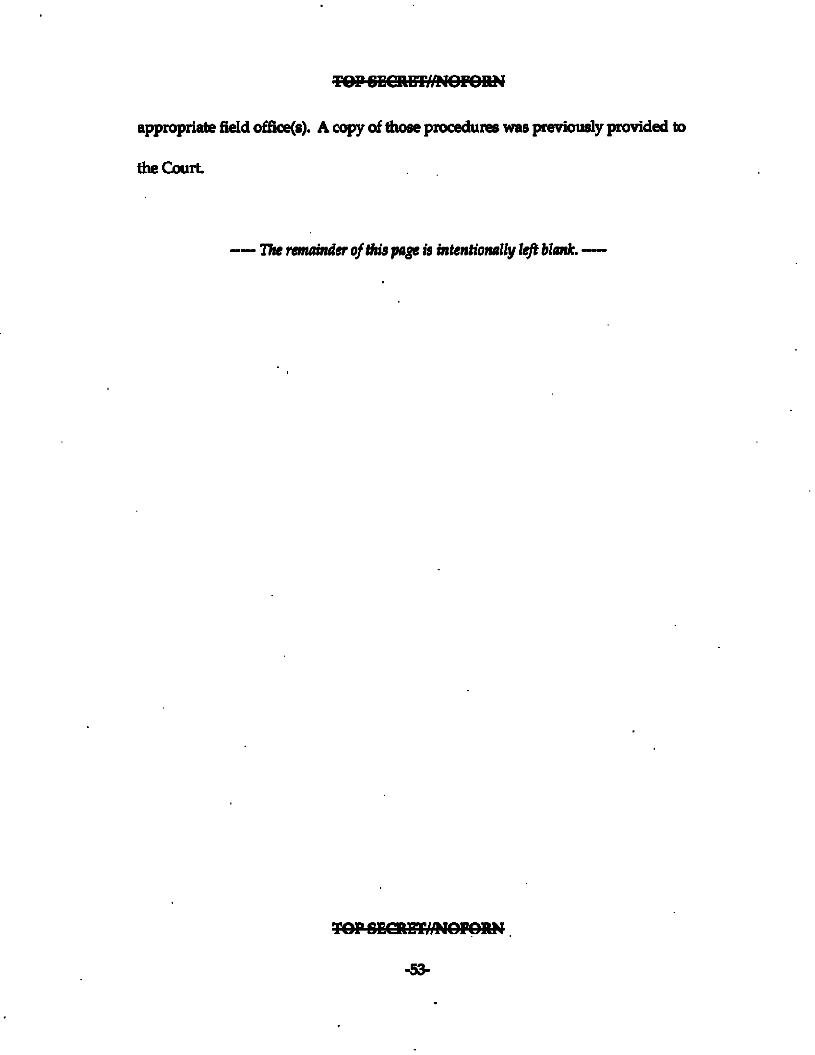 TOP SECRET//NOFORN
appropriate field office(s). A copy of those procedures was previously provided to
the Court.
---- The remainder of this page is intentionally left blank. ----
TOP SECRET//NOFORN
-53-